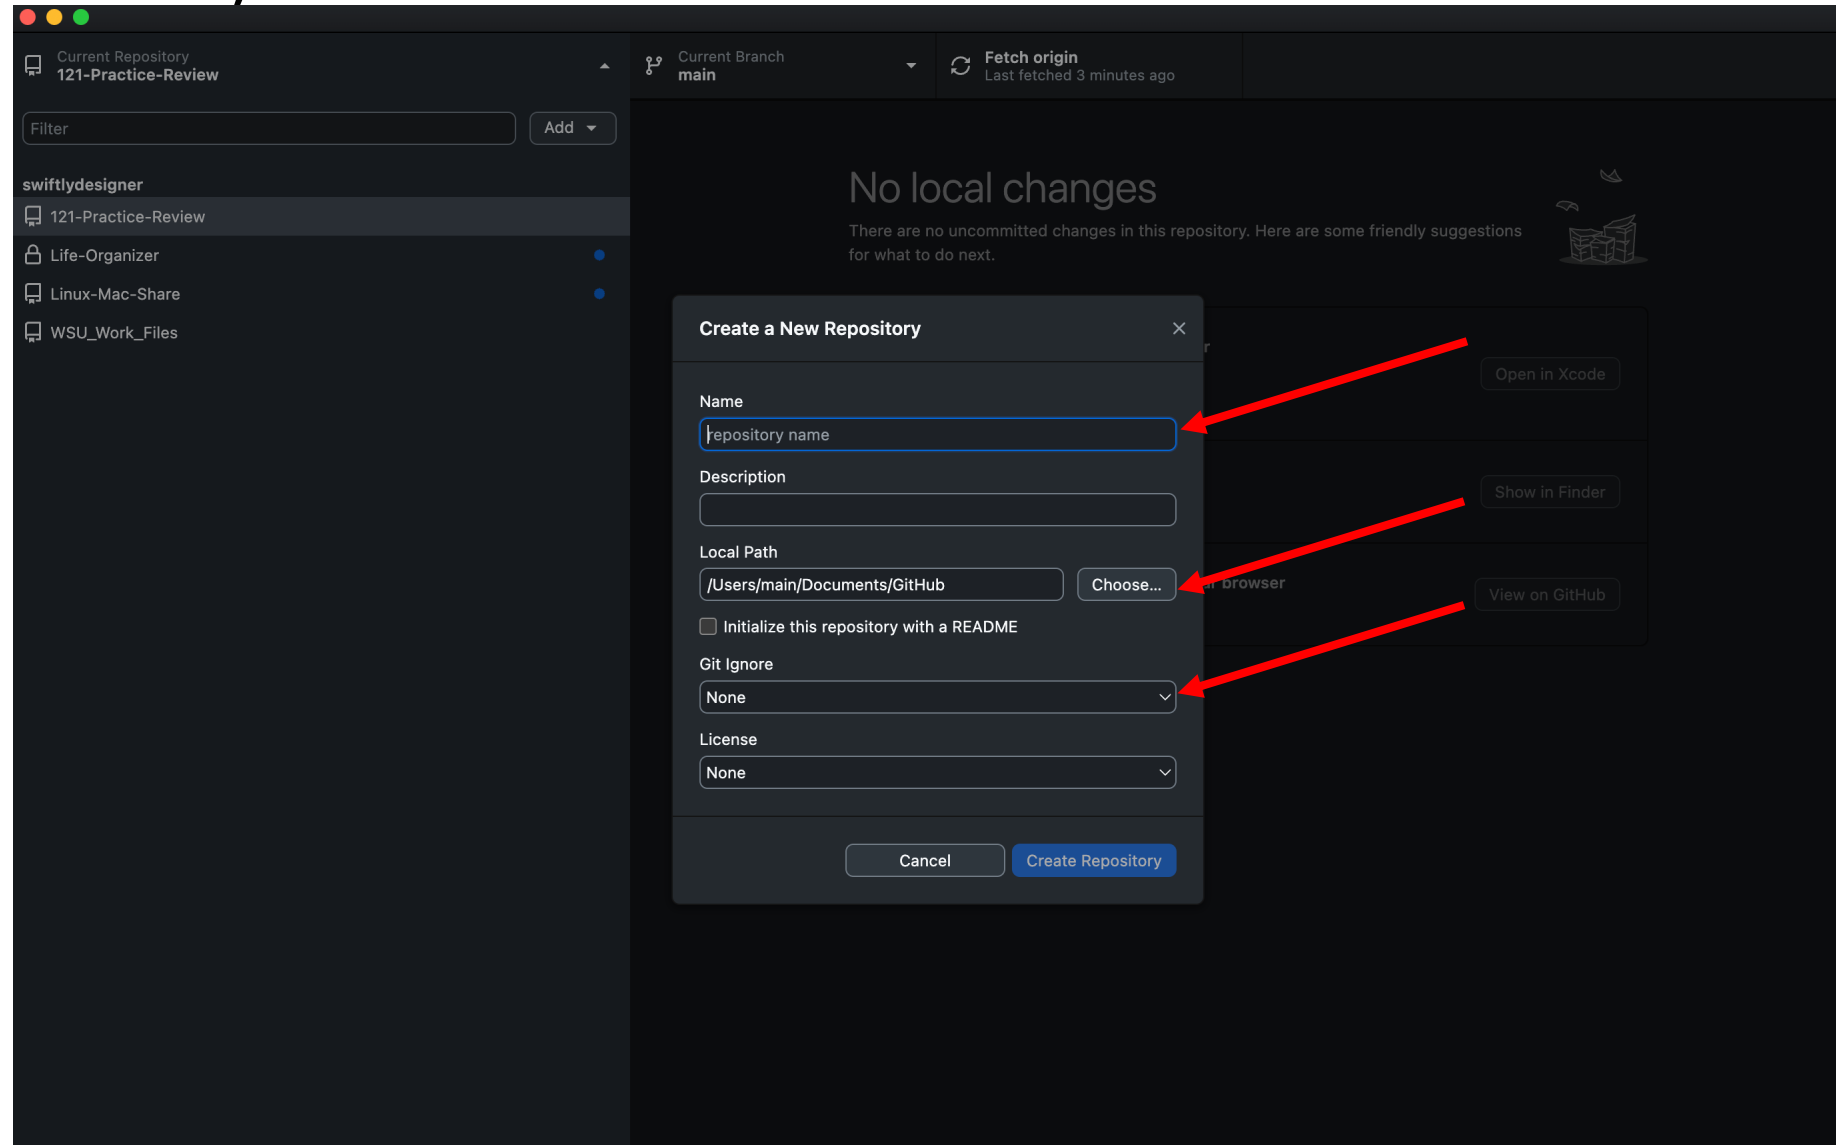 Current Repository
121-Practice-Review
Current Branch
main
Fetch origin
Last fetched 3 minutes ago
Filter
Add
swiftlydesigner
121-Practice-Review
Life-Organizer
Linux-Mac-Share
WSU_Work_Files
No local changes
There are no uncommitted changes in this repository. Here are some friendly suggestions
for what to do next.
Open in Xcode
Show in Finder
browser
View on GitHub
Create a New Repository
Name
repository name
Description
Local Path
/Users/main/Documents/GitHub
Choose...
Initialize this repository with a README
Git Ignore
None
License
None
Cancel
Create Repository